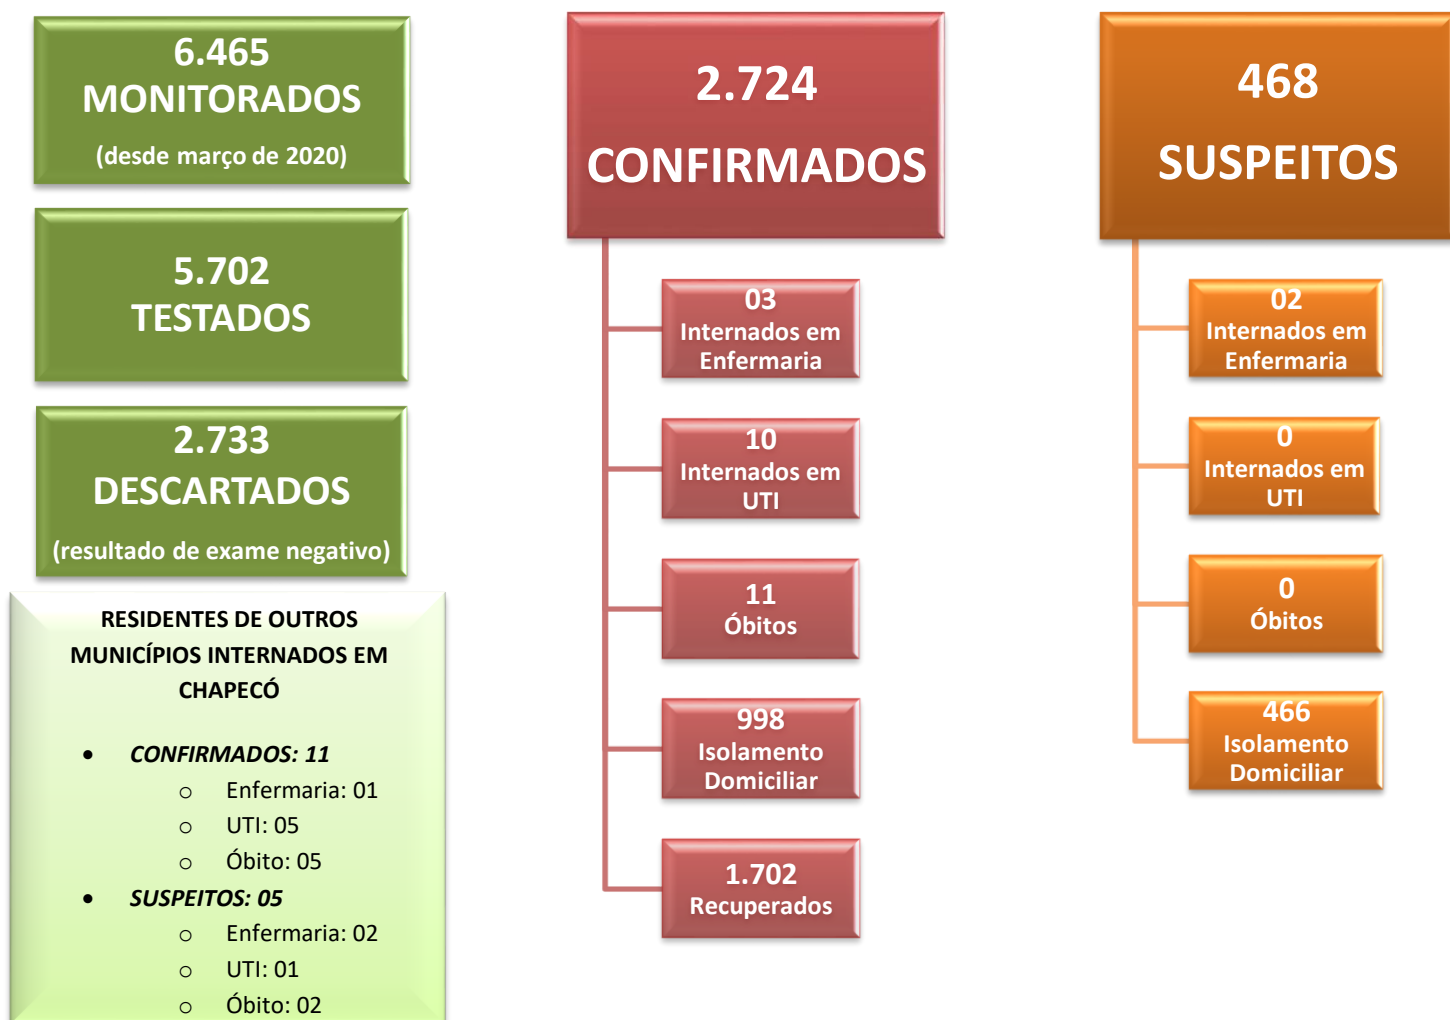 6.465
MONITORADOS
(desde março de 2020)
5.702
TESTADOS
2.733
DESCARTADOS
(resultado de exame negativo)
RESIDENTES DE OUTROS
MUNICÍPIOS INTERNADOS EM
CHAPECÓ
• CONFIRMADOS: 11
o Enfermaria: 01
o UTI: 05
o Óbito: 05
• SUSPEITOS: 05
o Enfermaria: 02
o UTI: 01
o Óbito: 02
2.724
CONFIRMADOS
03
Internados em
Enfermaria
10
Internados em
UTI
11
Óbitos
998
Isolamento
Domiciliar
1.702
Recuperados
468
SUSPEITOS
02
Internados em
Enfermaria
0
Internados em
UTI
0
Óbitos
466
Isolamento
Domiciliar